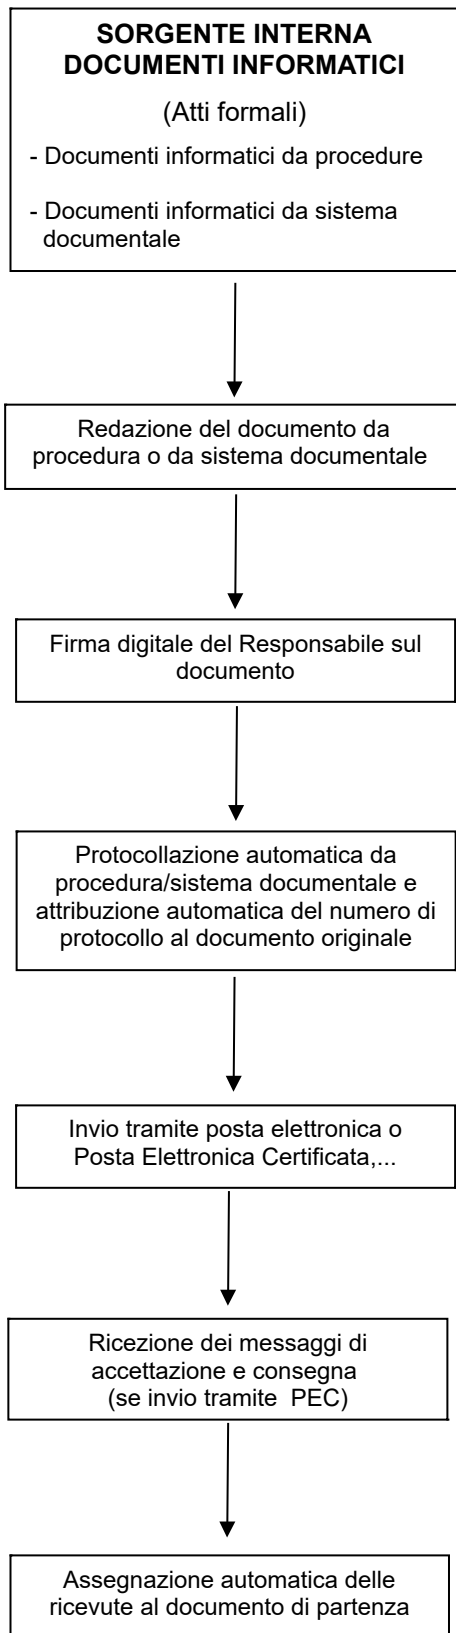 SORGENTE INTERNA
DOCUMENTI INFORMATICI
(Atti formali)
- Documenti informatici da procedure
- Documenti informatici da sistema
documentale
Redazione del documento da
procedura o da sistema documentale
Firma digitale del Responsabile sul
documento
Protocollazione automatica da
procedura/sistema documentale e
attribuzione automatica del numero di
protocollo al documento originale
Invio tramite posta elettronica o
Posta Elettronica Certificata,...
Ricezione dei messaggi di
accettazione e consegna
(se invio tramite PEC)
Assegnazione automatica delle
ricevute al documento di partenza